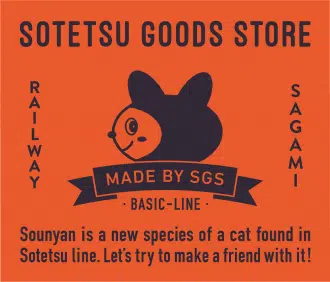 SOTETSU GOODS STORE
RAILWAY
SAGAMI
MADE BY SGS
· BASIC-LINE ·
Sounyan is a new species of a cat found in
Sotetsu line. Let's try to make a friend with it!